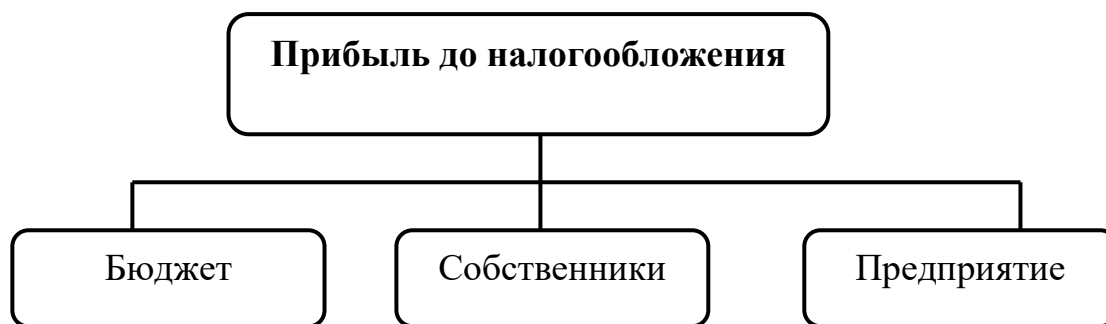 Прибыль до налогообложения
Бюджет
Собственники
Предприятие